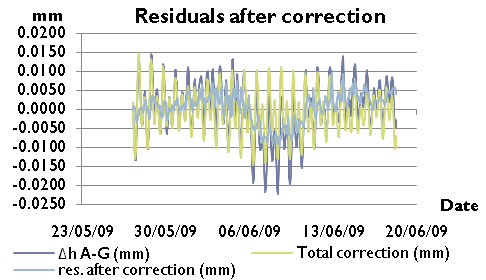 Residuals after correction
mm
0.0200
0.0150
0.0100
0.0050
0.0000
-0.0050
-0.0100
-0.0150
-0.0200
-0.0250
Date
23/05/09 30/05/09 06/06/09 13/06/09 20/06/09
Δh A-G (mm) Total correction (mm)
res. after correction (mm)